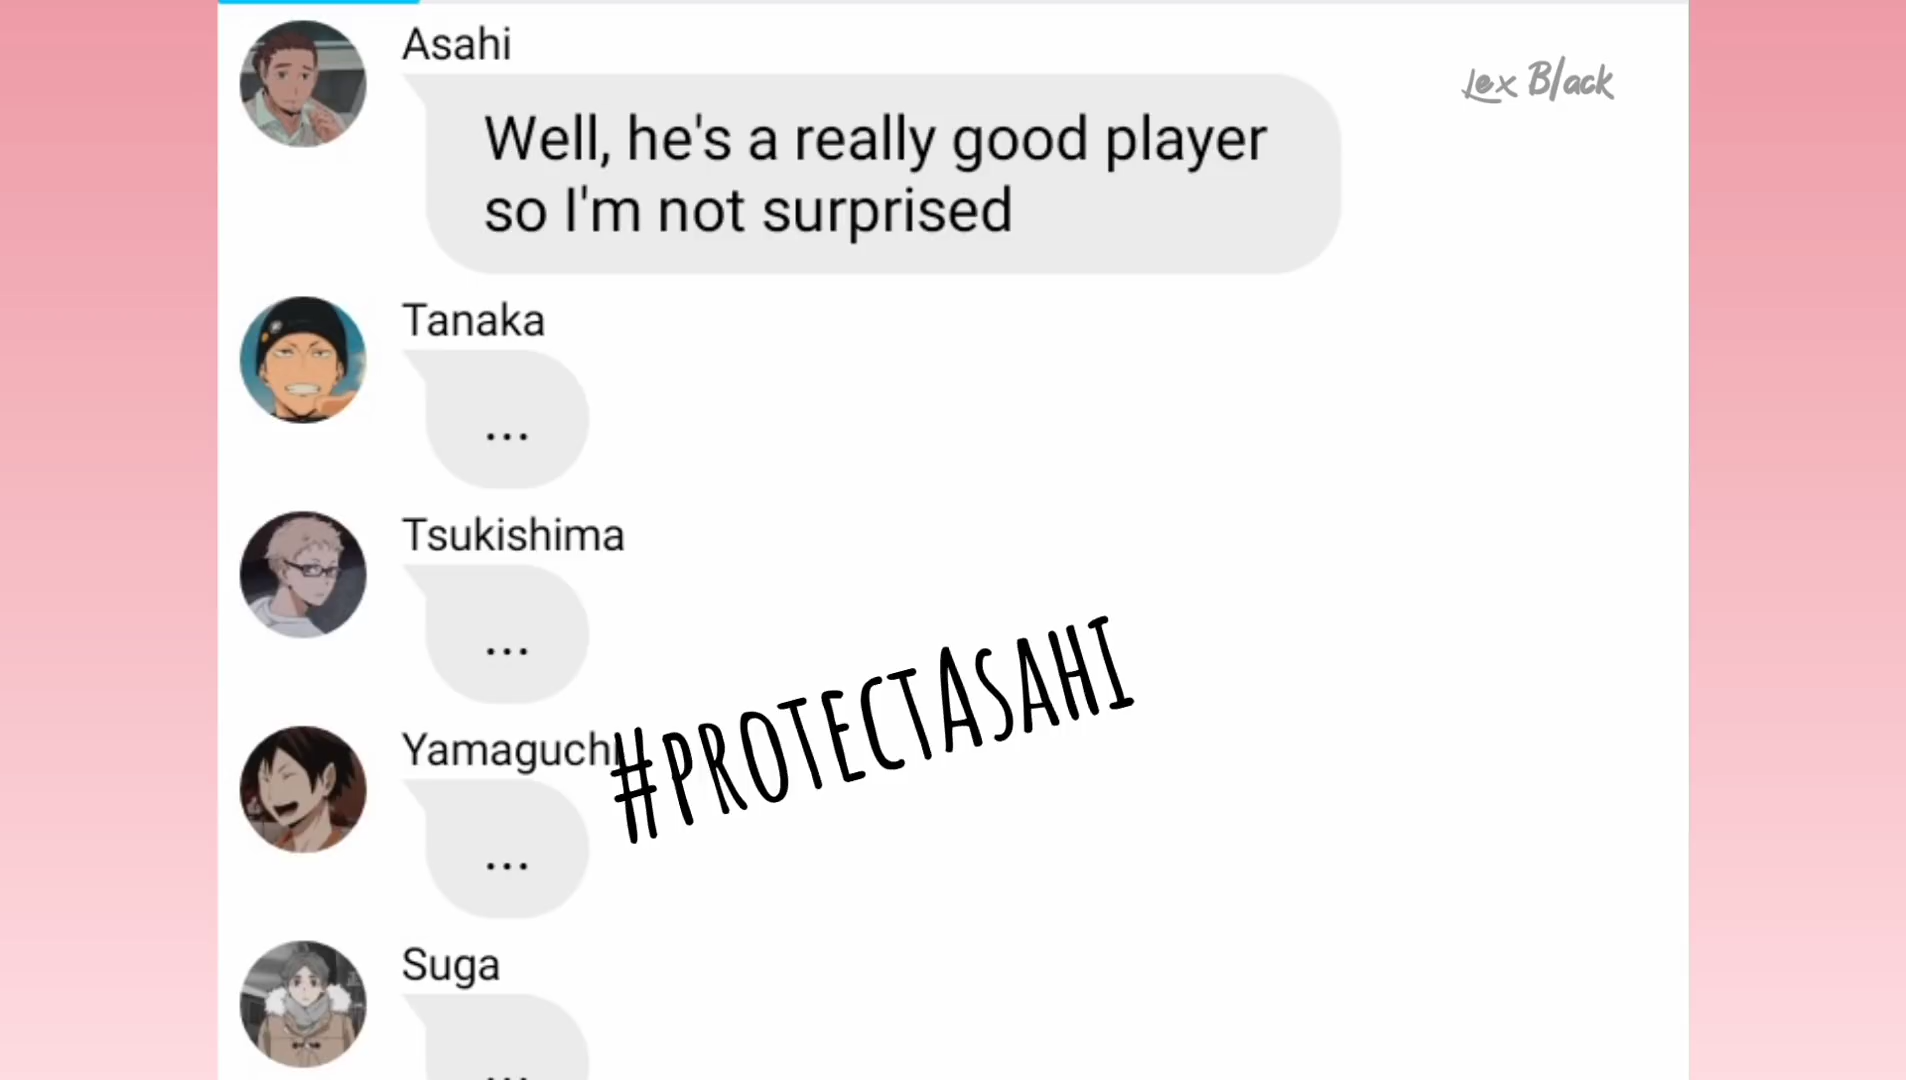 Asahi
Lex Black
Well, he's a really good player
so I'm not surprised
Tanaka
...
Tsukishima
...
#PROTECTASAHI
Yamaguchi
...
Suga
...